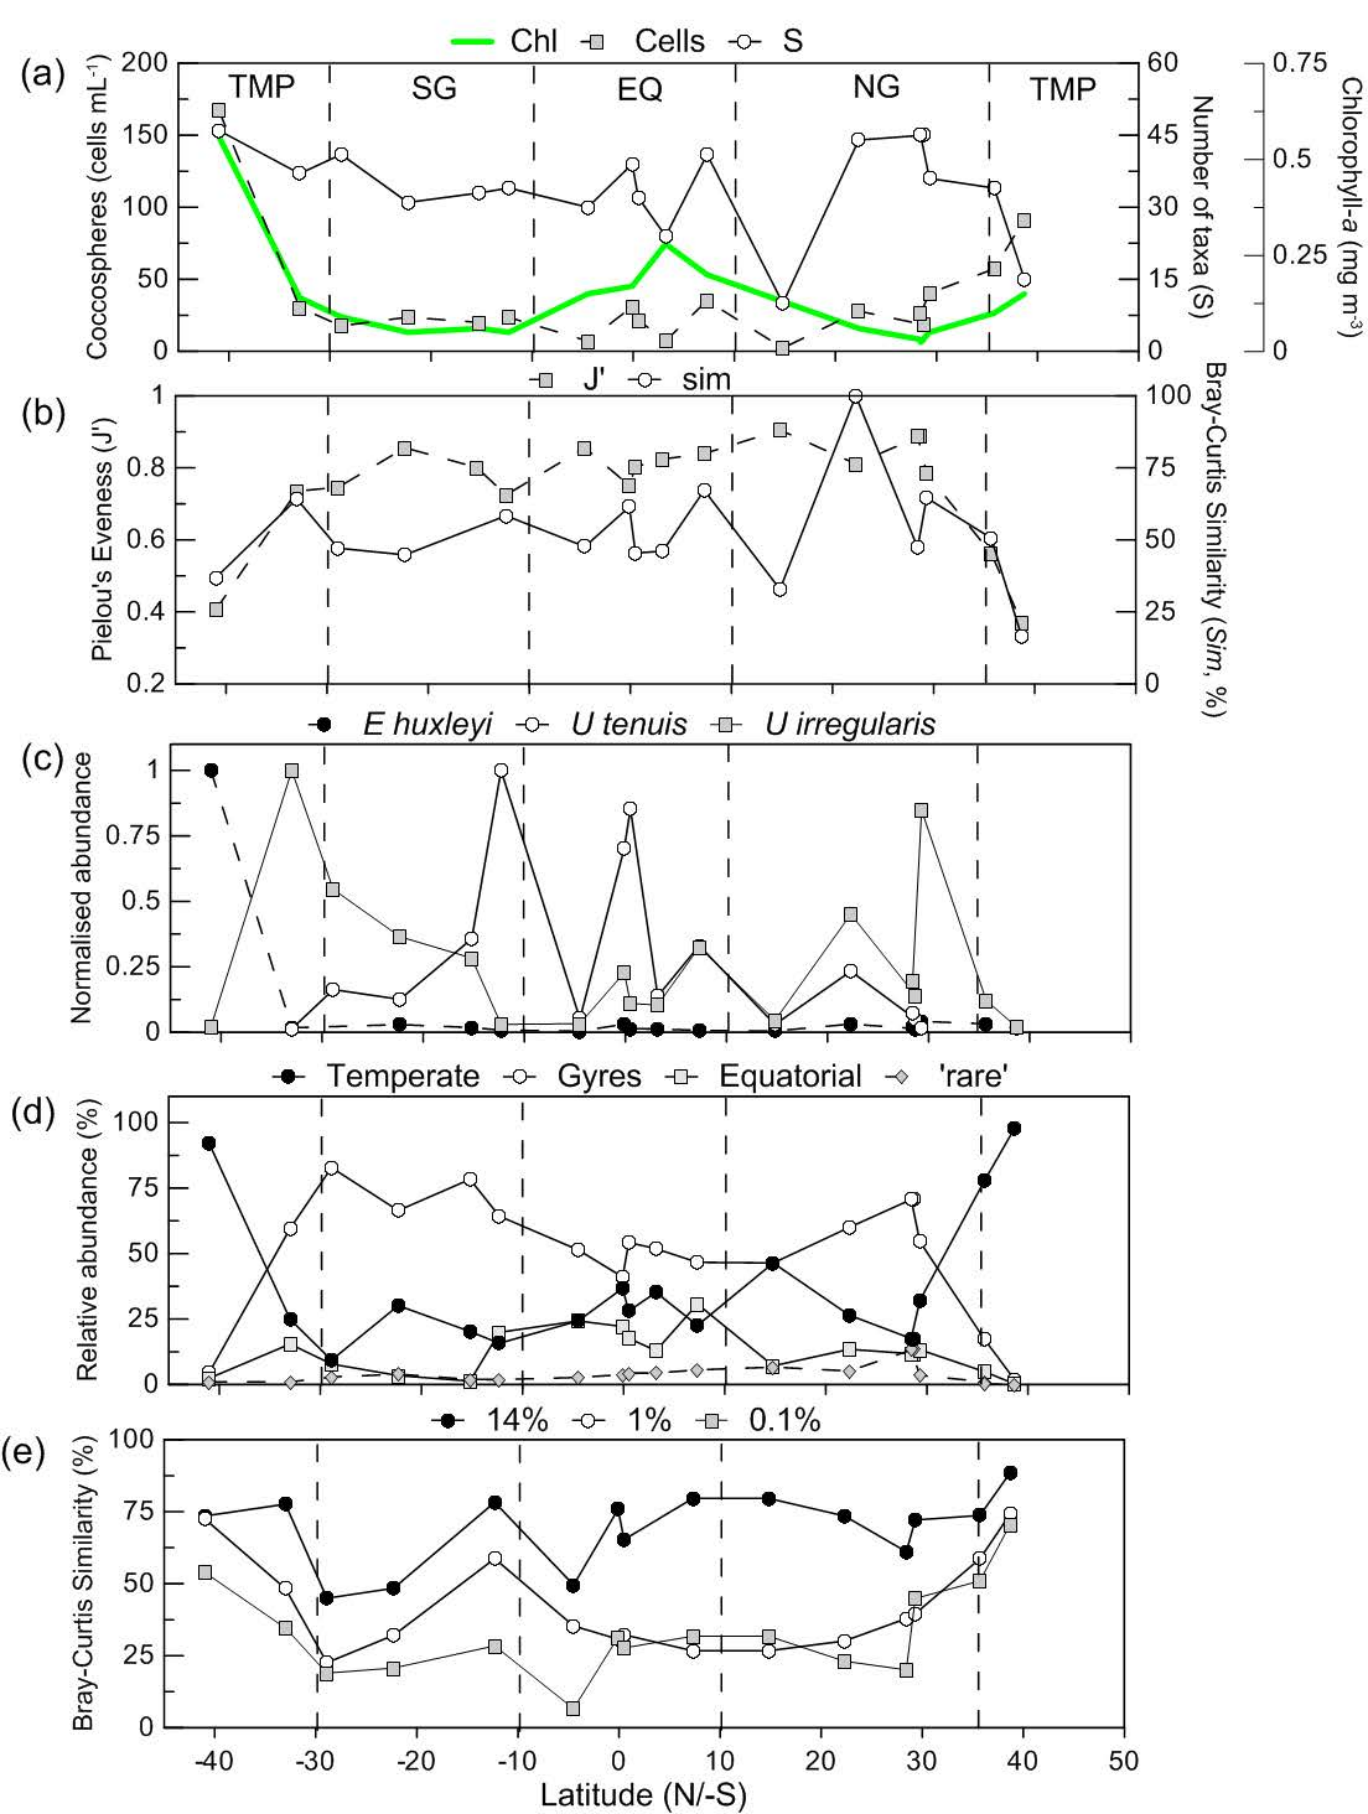 Chl Cells S
(a)
200
150
100
50
0
Coccospheres (cells mL-1)
TMP SG EQ NG TMP
60
45
30
15
0
Number of taxa (S)
0.75
0.5
0.25
0
Chlorophyll-a (mg m-3)
J' sim
(b)
1
0.8
0.6
0.4
0.2
Pielou's Eveness (J')
100
75
50
25
0
Bray-Curtis Similarity (Sim, %)
E huxleyi U tenuis U irregularis
(c)
1
0.75
0.5
0.25
0
Normalised abundance
Temperate Gyres Equatorial 'rare'
(d)
100
75
50
25
0
Relative abundance (%)
14% 1% 0.1%
(e)
100
75
50
25
0
Bray-Curtis Similarity (%)
-40 -30 -20 -10 0 10 20 30 40 50
Latitude (N/-S)